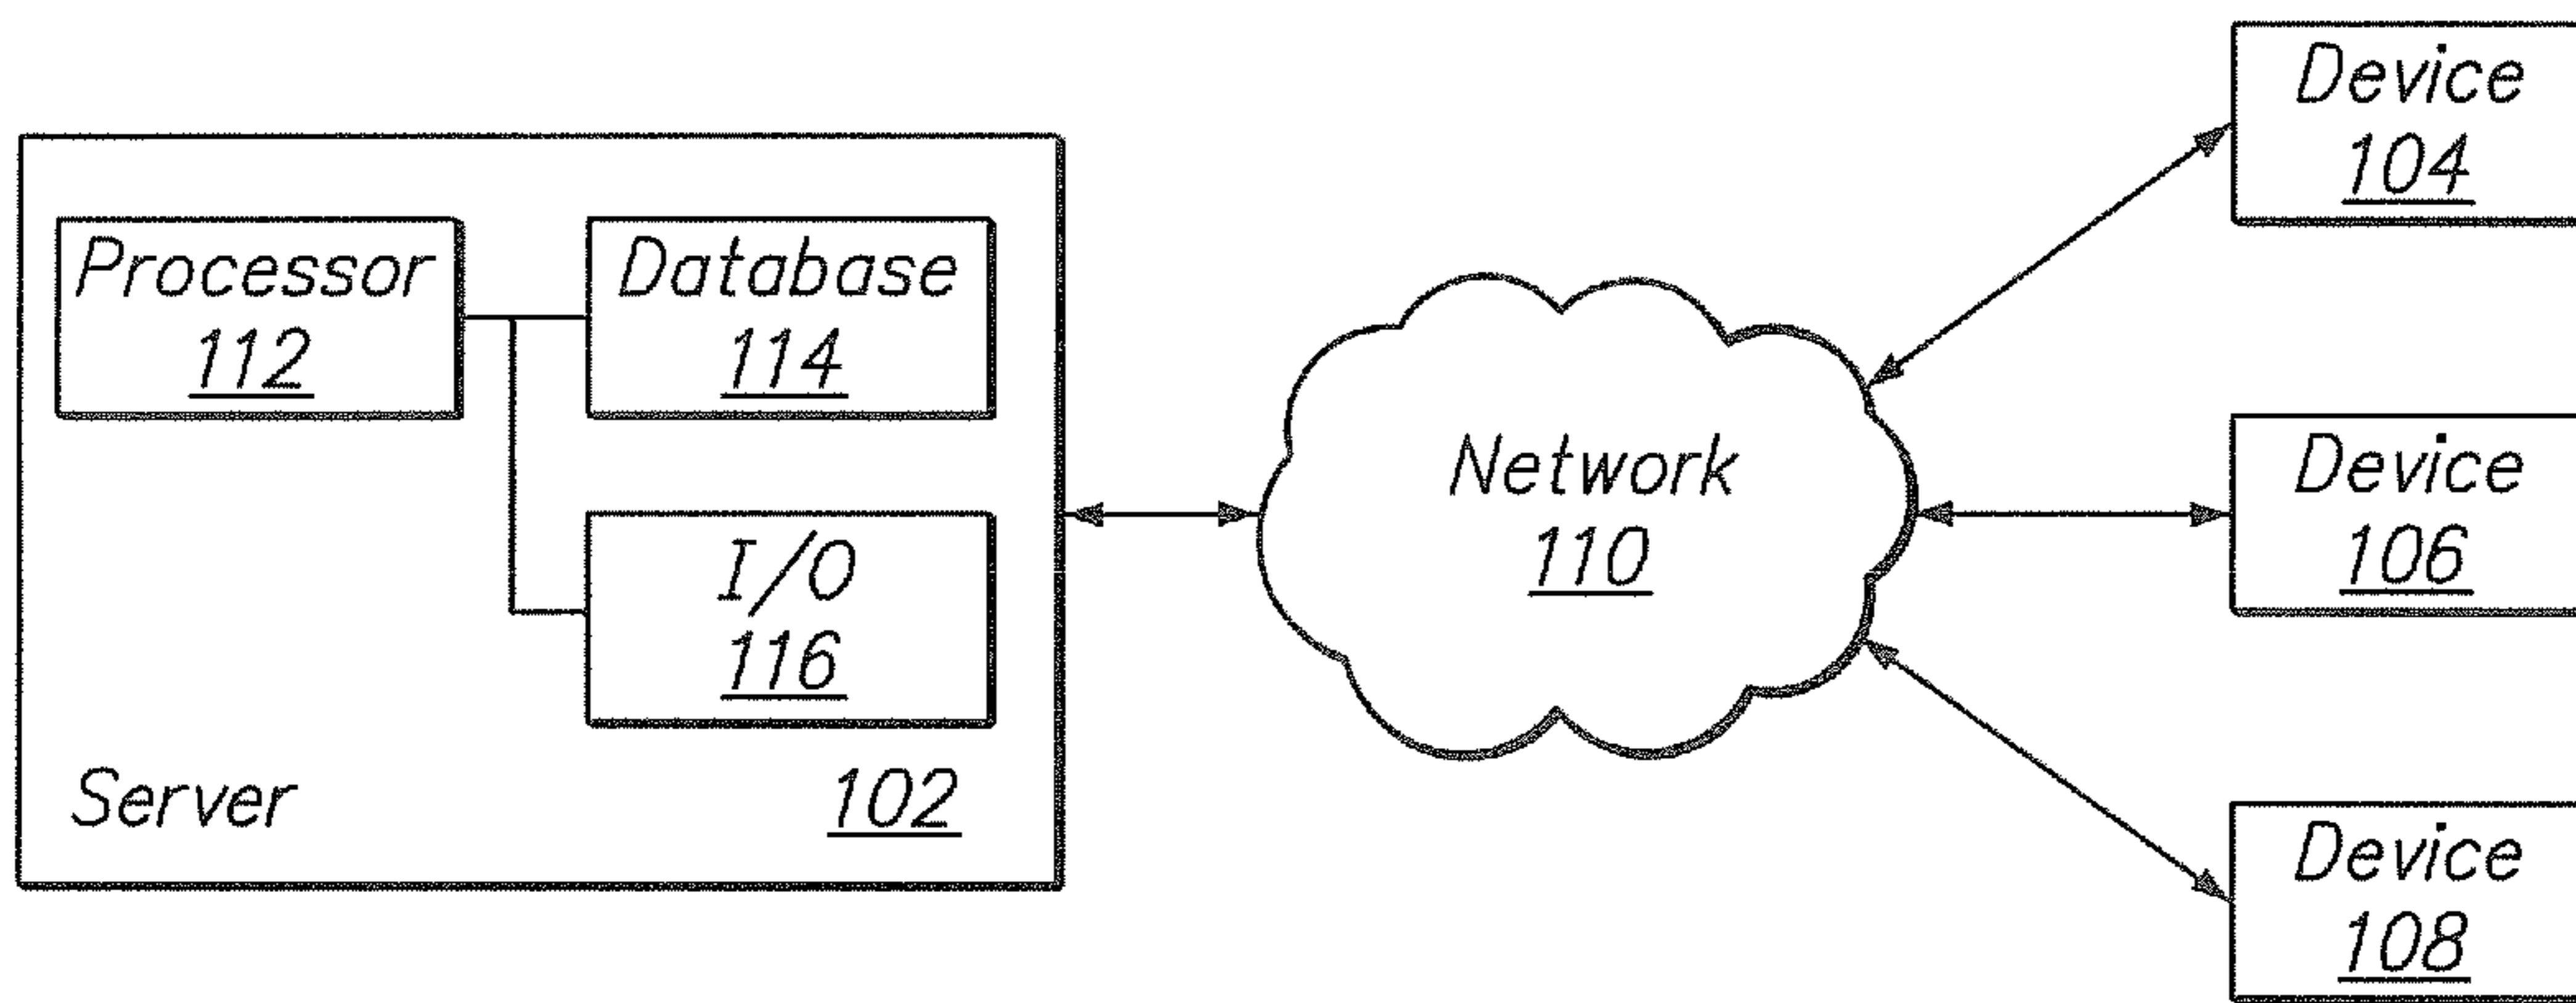 Processor
112
Database
114
I/O
116
Server
102
Network
110
Device
104
Device
106
Device
108